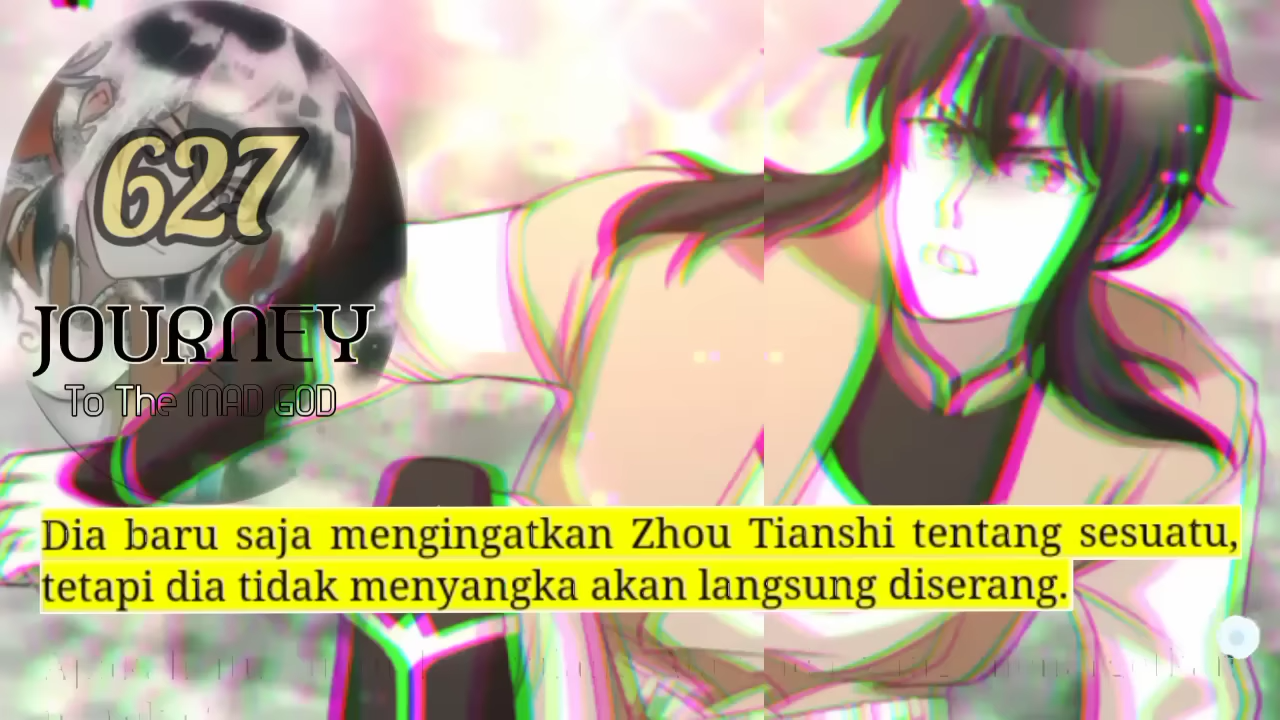 627
JOURNEY
To The MAD GOD
Dia baru saja mengingatkan Zhou Tianshi tentang sesuatu,
tetapi dia tidak menyangka akan langsung diserang.